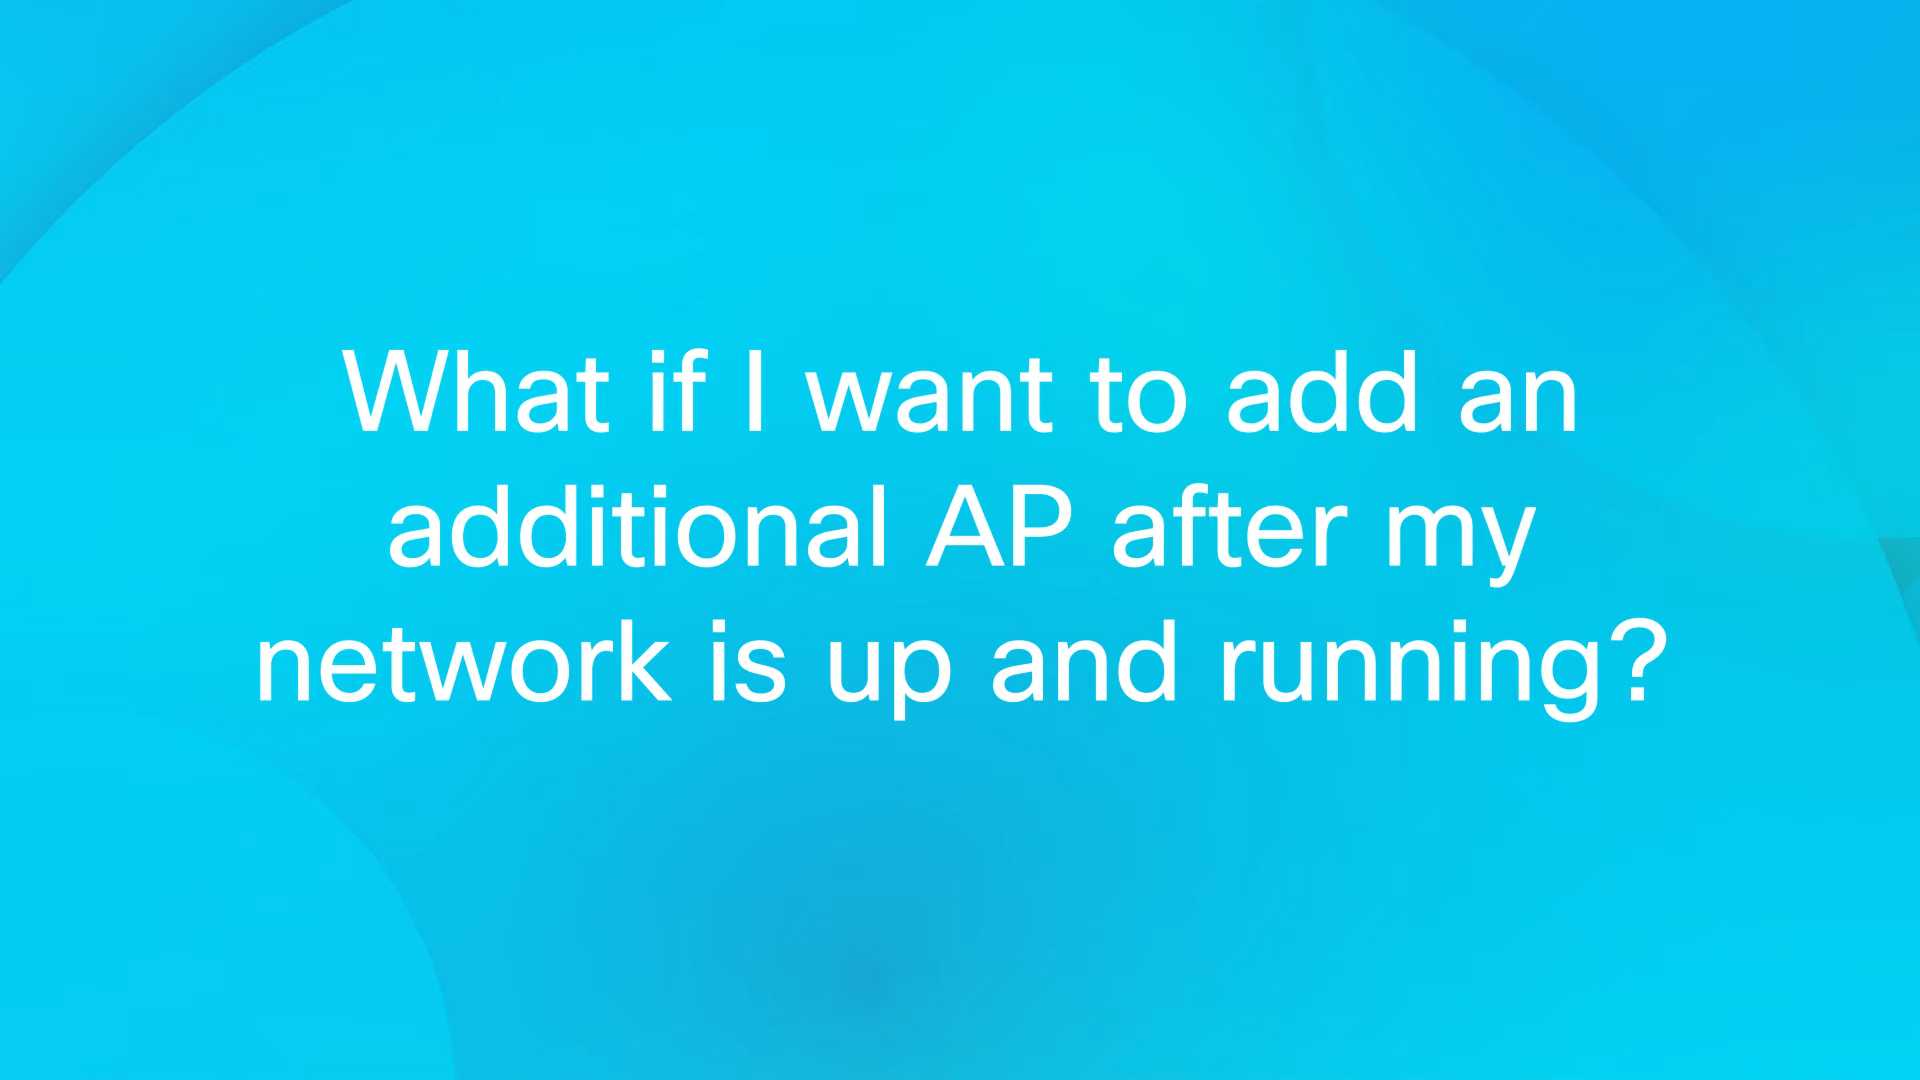 What if I want to add an
additional AP after my
network is up and running?